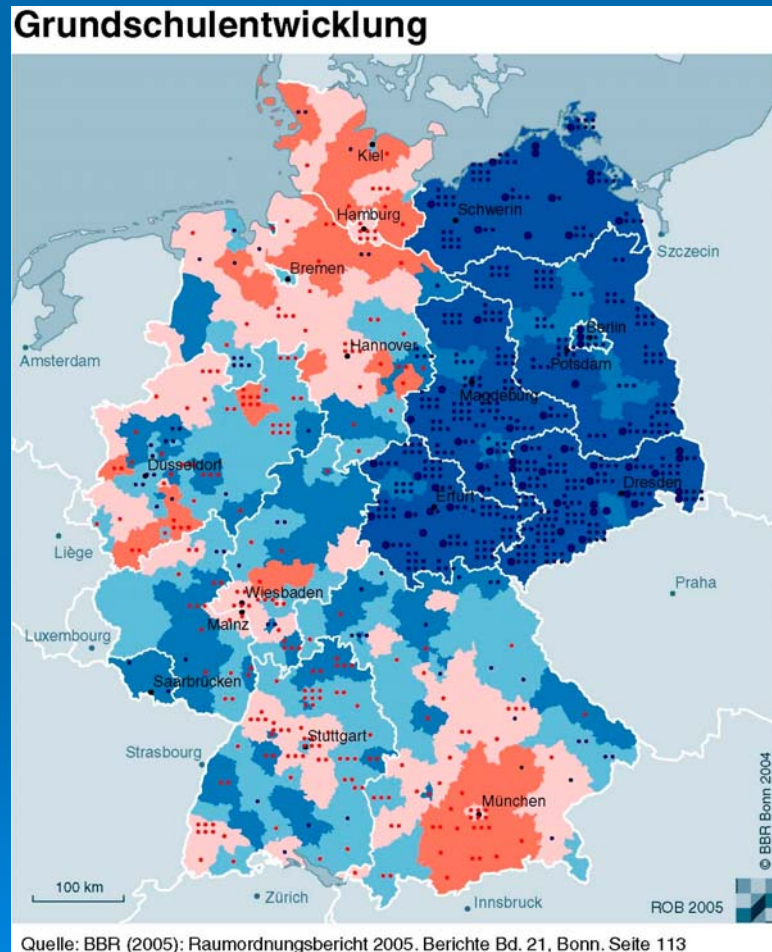 Grundschulentwicklung
Kiel
Hamburg
Schwerin
Szczecin
Bremen
Berlin
Amsterdam
Hannover
Potsdam
Magdeburg
Düsseldorf
Dresden
Erfurt
Liège
Praha
Wiesbaden
Mainz
Luxembourg
Saarbrücken
Stuttgart
Strasbourg
München
© BBR Bonn 2004
100 km
Zürich
Innsbruck
ROB 2005
Quelle: BBR (2005): Raumordnungsbericht 2005. Berichte Bd. 21, Bonn. Seite 113